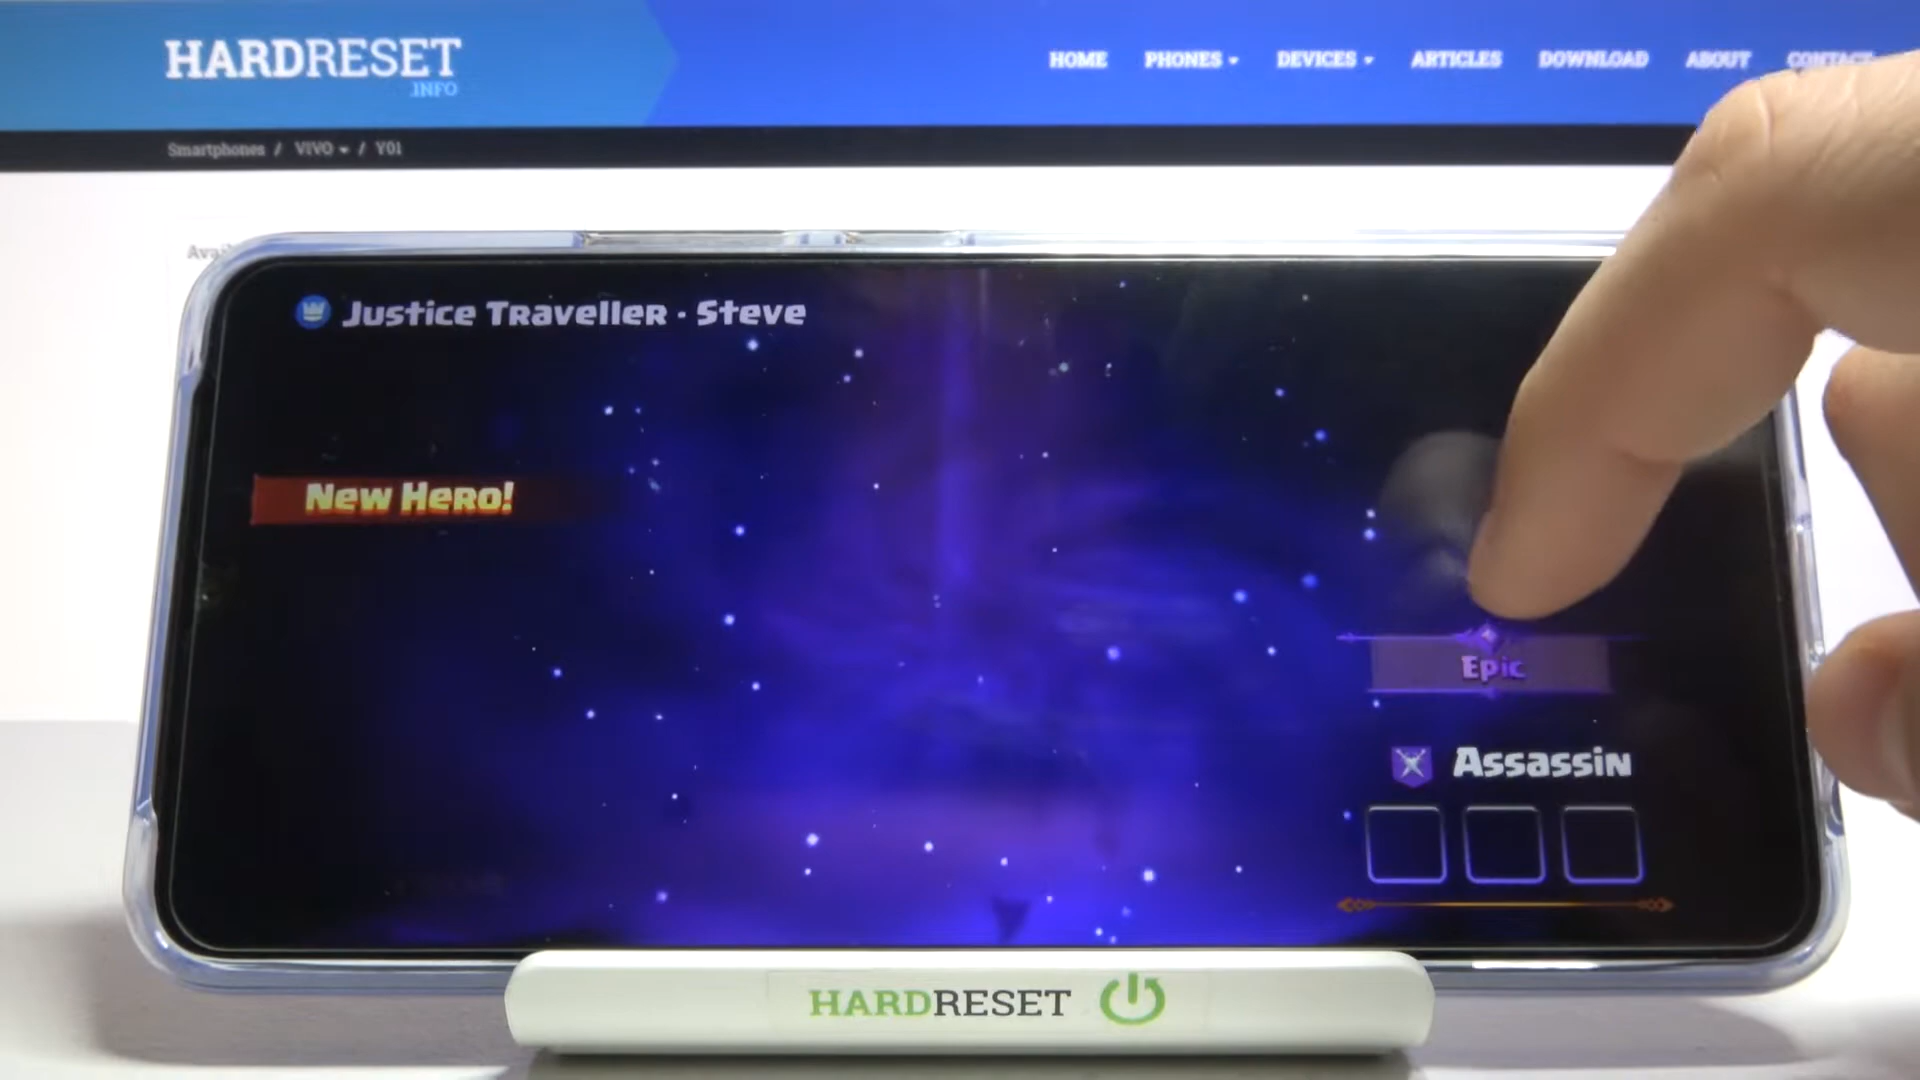 HARDRESET
.INFO
HOME PHONES DEVICES ARTICLES DOWNLOAD ABOUT CONTACT
Smartphones / VIVO / Y01
Justice Traveller · Steve
New Hero!
Epic
Assassin
HARDRESET